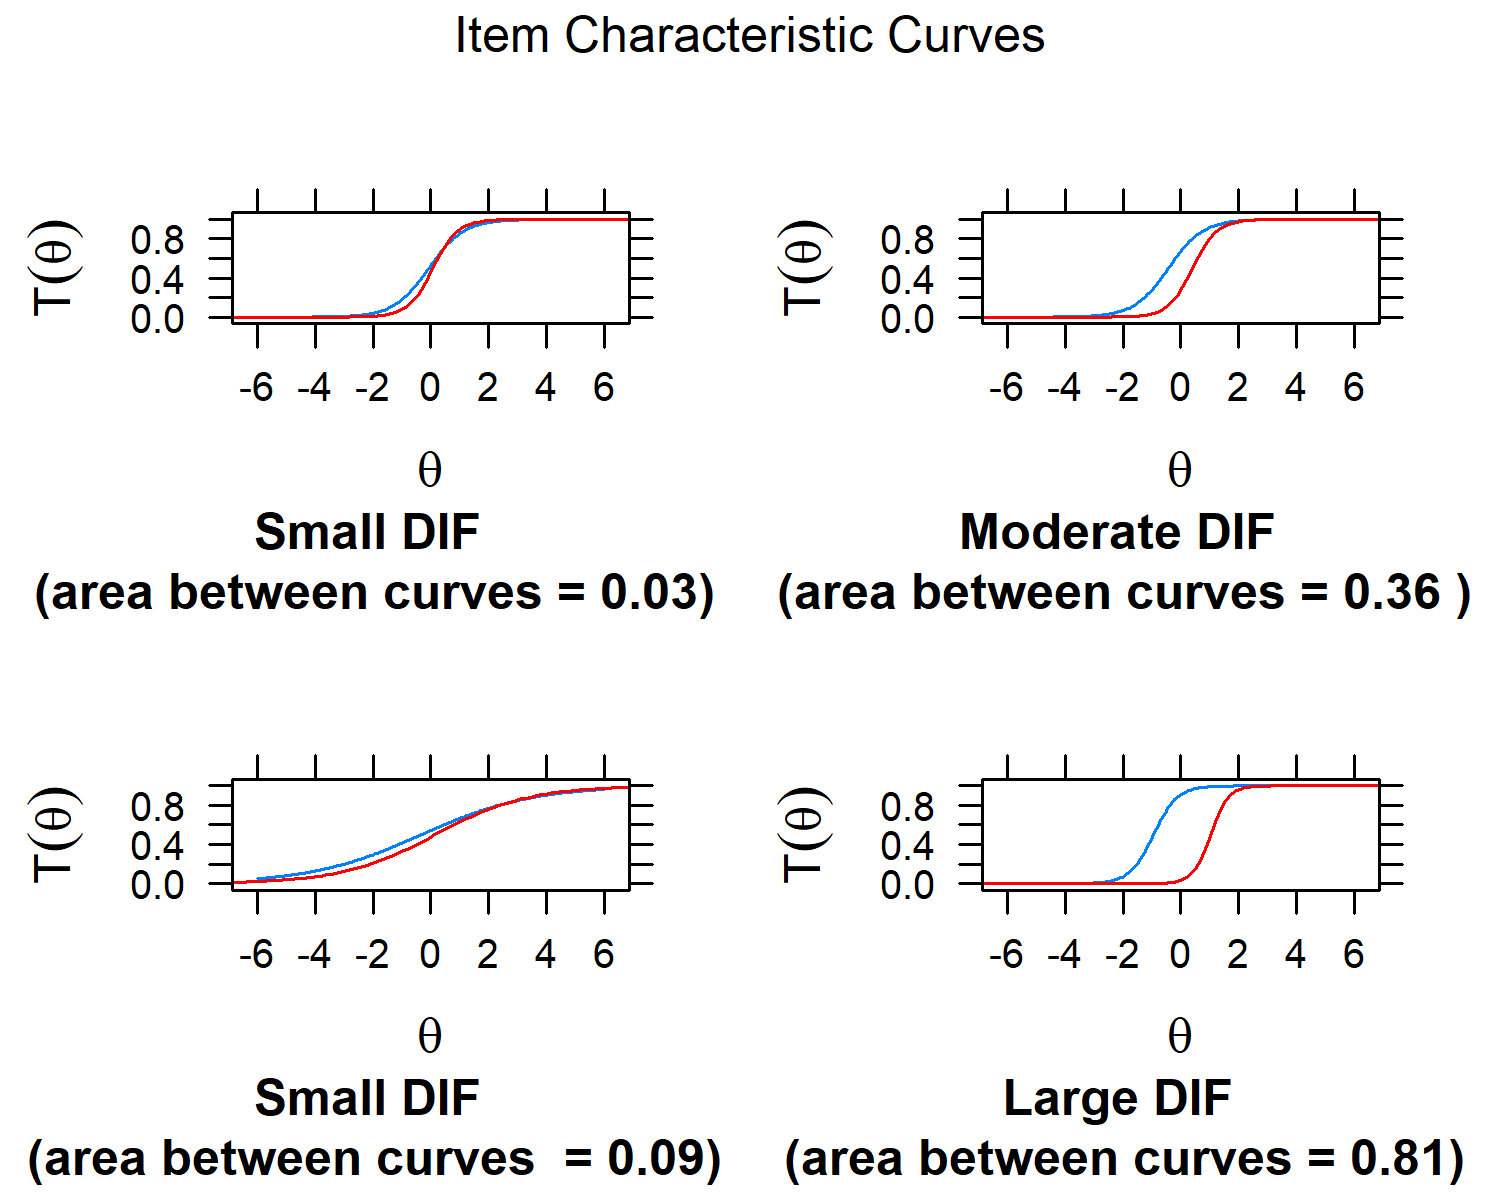 Item Characteristic Curves
T(θ)
0.8
0.4
0.0
-6 -4 -2 0 2 4 6
θ
Small DIF
(area between curves = 0.03)
T(θ)
0.8
0.4
0.0
-6 -4 -2 0 2 4 6
θ
Moderate DIF
(area between curves = 0.36 )
T(θ)
0.8
0.4
0.0
-6 -4 -2 0 2 4 6
θ
Small DIF
(area between curves  = 0.09)
T(θ)
0.8
0.4
0.0
-6 -4 -2 0 2 4 6
θ
Large DIF
(area between curves = 0.81)